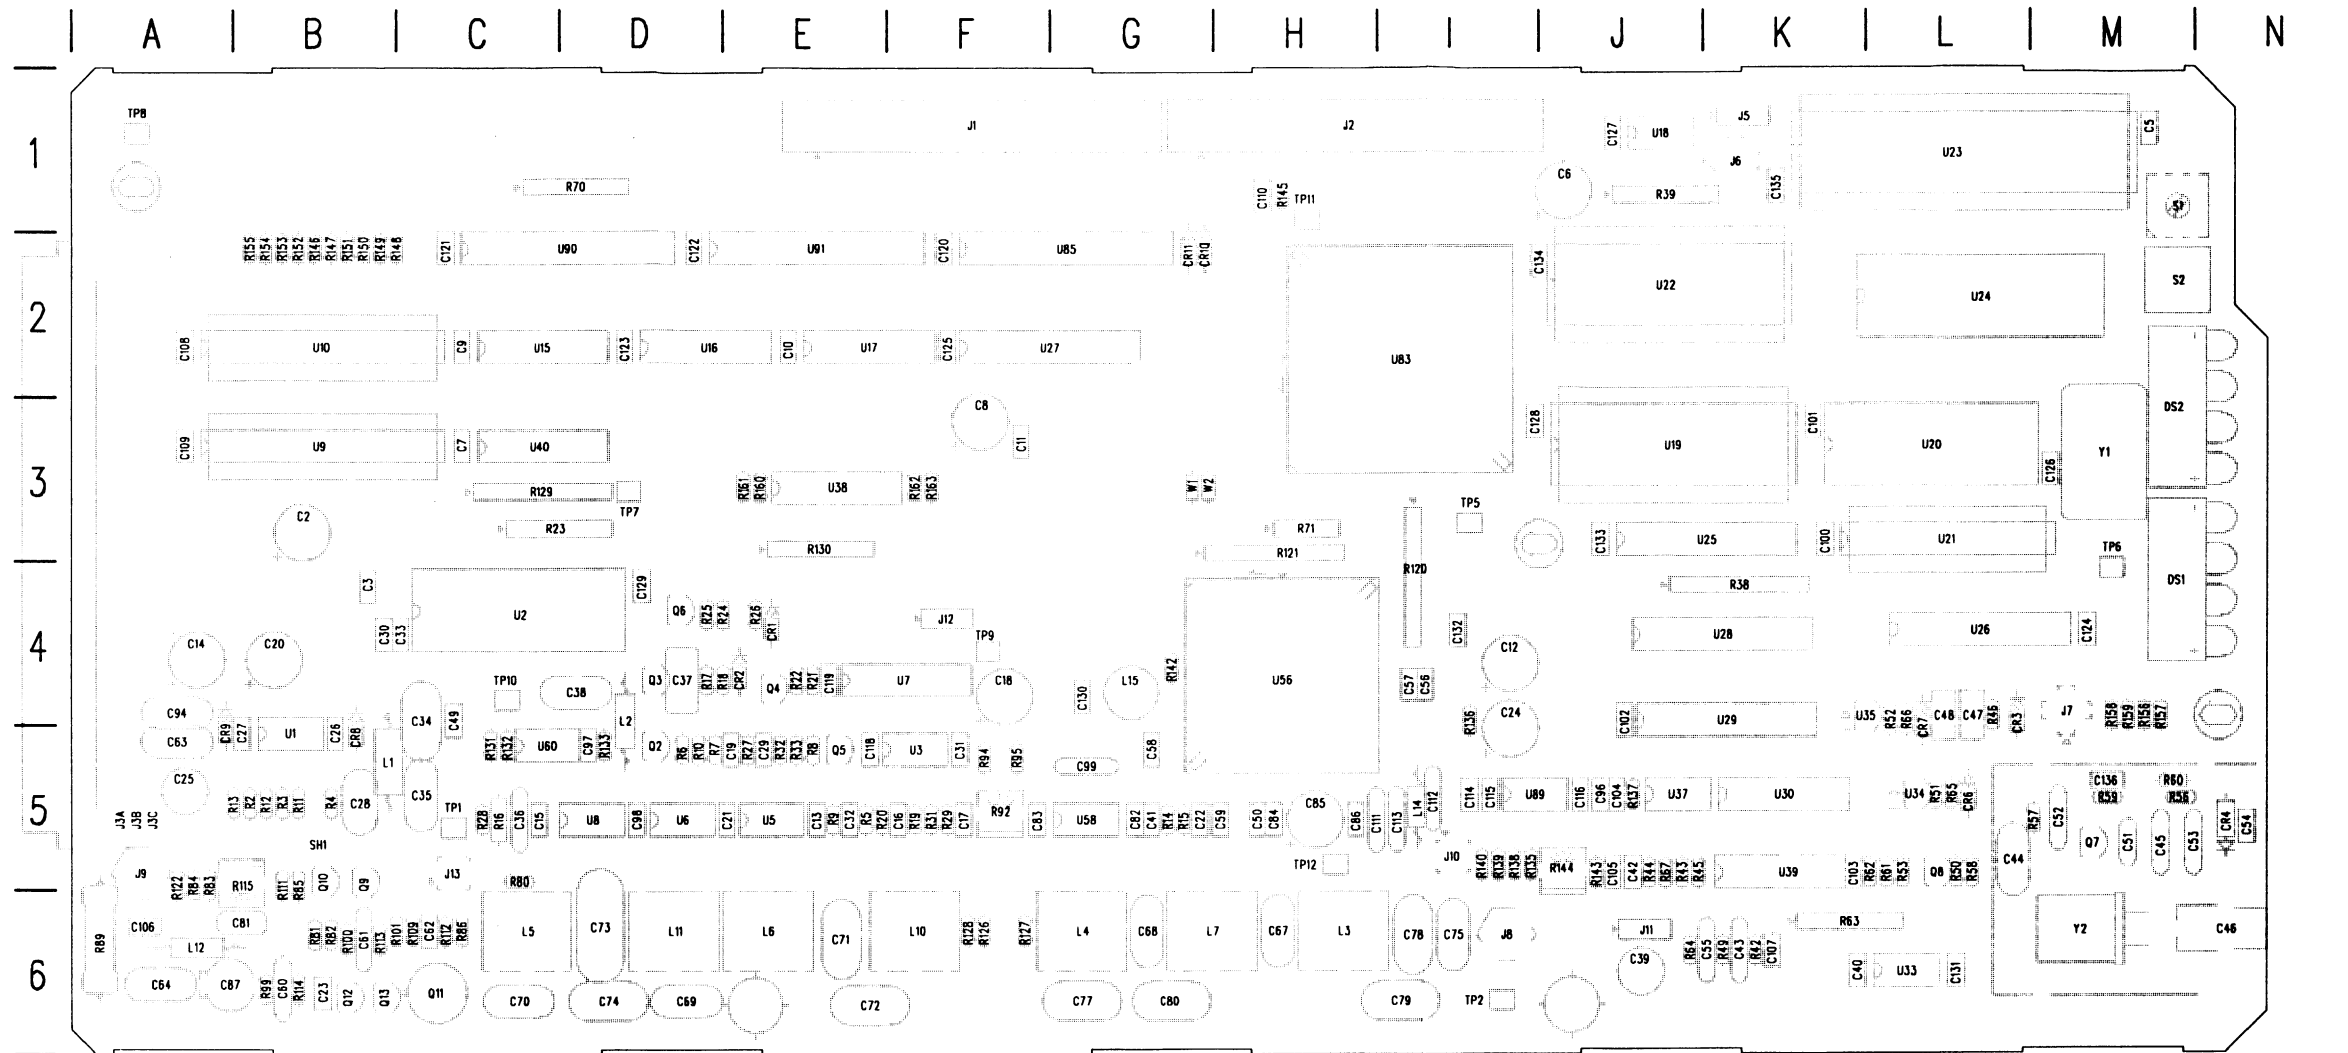 A B C D E F G H I J K L M N
TP8 J1 J2 C127 U18 J5 C5
1 J6 U23
R70 C110 R145 TP11 C6 R39 C135 S1
R155 R154 R153 R152 R146 R147 R151 R150 R149 R148 C121 U90 C122 U91 C120 U85 CR11 CR10 C134
U22 S2 U24
2
C108 U10 C9 U15 C123 U16 C10 U17 C125 U27 U83
C8 C128 C101 DS2
C109 U9 C7 U40 C11 U19 U20 Y1
C126
3 R129 R161 R160 U38 R162 R163 W1 W2
TP7 TP5
C2 R23 R71 C133 U25 C100 U21
R130 R121 TP6
R120
C3 U2 C129 R38 DS1
Q6 R25 R24 R26 CR1 J12
C30 C33 TP9 C132 U28 U26 C124
4 C14 C20 C12
TP10 C38 Q3 C37 R17 R18 CR2 Q4 R22 R21 C119 U7 C18 C130 L15 R142 U56 C57 C56
C94 C34 C49 L2 R136 C24 C102 U29 U35 R52 R66 CR7 C48 C47 R46 CR3 J7 R158 R159 R156 R157
CR9 C27 U1 C26 CR8
C63 R131 R132 U60 C97 R133 Q2 R6 R10 R7 C19 R27 C29 R32 R33 R8 Q5 C118 U3 C31 R94 R95 C58
L1 C99
C25 C136 R60
R13 R2 R12 R3 R11 R4 C28 C35 TP1 C85 L14 C112 C114 C115 U89 C116 C96 C104 R137 U37 U30 U34 R51 R65 CR6 R59 R56
5 J3A J3B J3C R28 R16 C36 C15 U8 C98 U6 C21 U5 C13 R9 C32 R5 R20 C16 R19 R31 R29 C17 R92 C83 U58 C82 C41 R14 R15 C22 C59 C50 C84 C86 C111 C113 R57 C52 CR4 C54
SH1 Q7 C51 C45 C53
J9 R122 R84 R83 R115 R111 R85 Q10 Q9 J13 R80 TP12 J10 R140 R139 R138 R135 R144 R143 C105 C42 R44 R67 R43 R45 U39 C103 R62 R61 R53 Q8 R50 R58 C44
R89 C106 C81 R81 R82 R100 C61 R113 R101 R109 C62 R112 R86 L5 C73 L11 L6 C71 L10 R128 R126 R127 L4 C68 L7 C67 L3 C78 C75 J8 J11 R63 Y2 C46
L12 R64 C55 R49 C43 R42 C107
C39 C40 U33 C131
6 C64 C87 R99 C60 R114 C23 Q12 Q13 Q11 C70 C74 C69 C72 C77 C80 C79 TP2